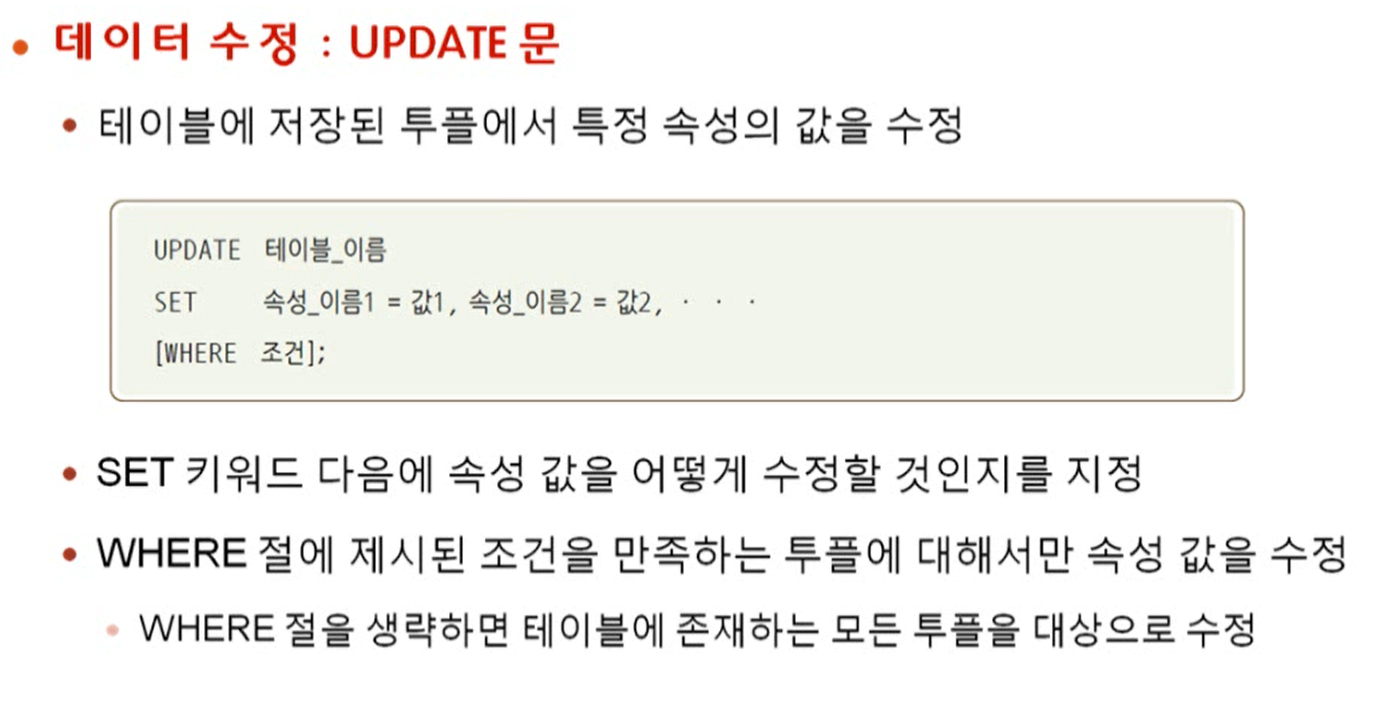 • 데이터 수정 : UPDATE 문
• 테이블에 저장된 투플에서 특정 속성의 값을 수정
UPDATE 테이블_이름
SET 속성_이름1 = 값1, 속성_이름2 = 값2, · · ·
[WHERE 조건];
• SET 키워드 다음에 속성 값을 어떻게 수정할 것인지를 지정
• WHERE 절에 제시된 조건을 만족하는 투플에 대해서만 속성 값을 수정
• WHERE 절을 생략하면 테이블에 존재하는 모든 투플을 대상으로 수정